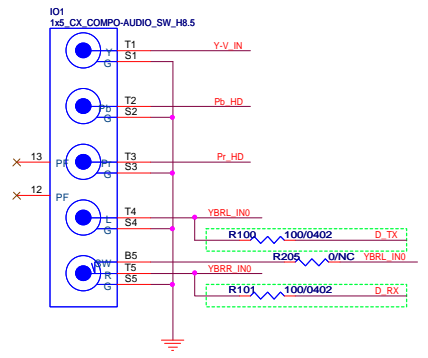 IO1
1x5_CX_COMPO-AUDIO_SW_H8.5
Y T1 Y-V_IN
G S1
Pb T2 Pb_HD
G S2
13 PF Pr T3 Pr_HD
G S3
12 PF
L T4 YBRL_IN0
G S4
R100 100/0402 D_TX
SW B5 R205 0/NC YBRL_IN0
R T5 YBRR_IN0
G S5
R101 100/0402 D_RX